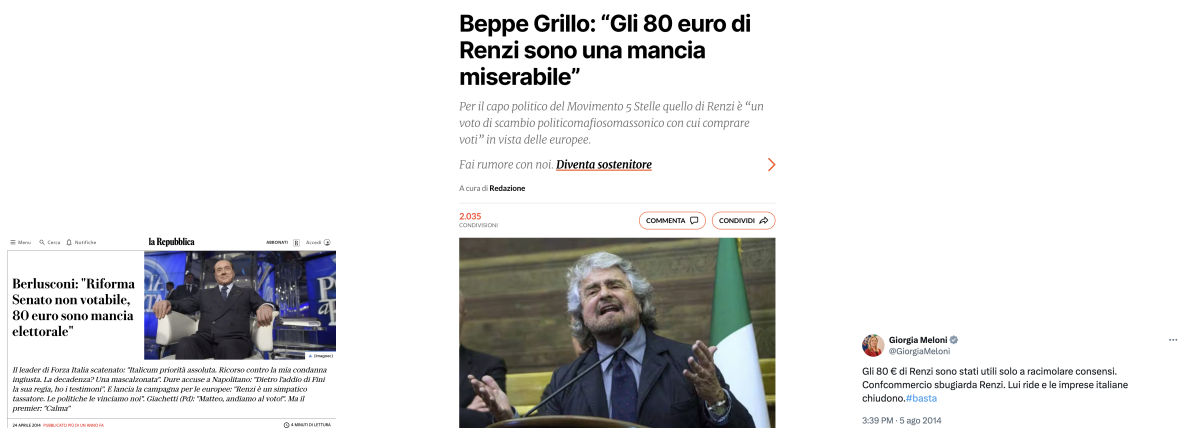 Beppe Grillo: “Gli 80 euro di
Renzi sono una mancia
miserabile”
Per il capo politico del Movimento 5 Stelle quello di Renzi è “un
voto di scambio politicomafiosomassonico con cui comprare
voti” in vista delle europee.
Fai rumore con noi. Diventa sostenitore
A cura di Redazione
2.035
CONDIVISIONI
COMMENTA
CONDIVIDI
Menu Cerca Notifiche la Repubblica ABBONATI R Accedi
Berlusconi: "Riforma
Senato non votabile,
80 euro sono mancia
elettorale"
(Imagoec)
Il leader di Forza Italia scatenato: "Italicum priorità assoluta. Ricorso contro la mia condanna
ingiusta. La decadenza? Una mascalzonata". Dure accuse a Napolitano: "Dietro l'addio di Fini
la sua regia, ho i testimoni". E lancia la campagna per le europee: "Renzi è un simpatico
tassatore. Le politiche le vinciamo noi". Giachetti (Pd): "Matteo, andiamo al voto!". Ma il
premier: "Calma"
24 APRILE 2014 PUBBLICATO PIÙ DI UN ANNO FA
4 MINUTI DI LETTURA
Giorgia Meloni
@GiorgiaMeloni
Gli 80 € di Renzi sono stati utili solo a racimolare consensi.
Confcommercio sbugiarda Renzi. Lui ride e le imprese italiane
chiudono.#basta
3:39 PM · 5 ago 2014